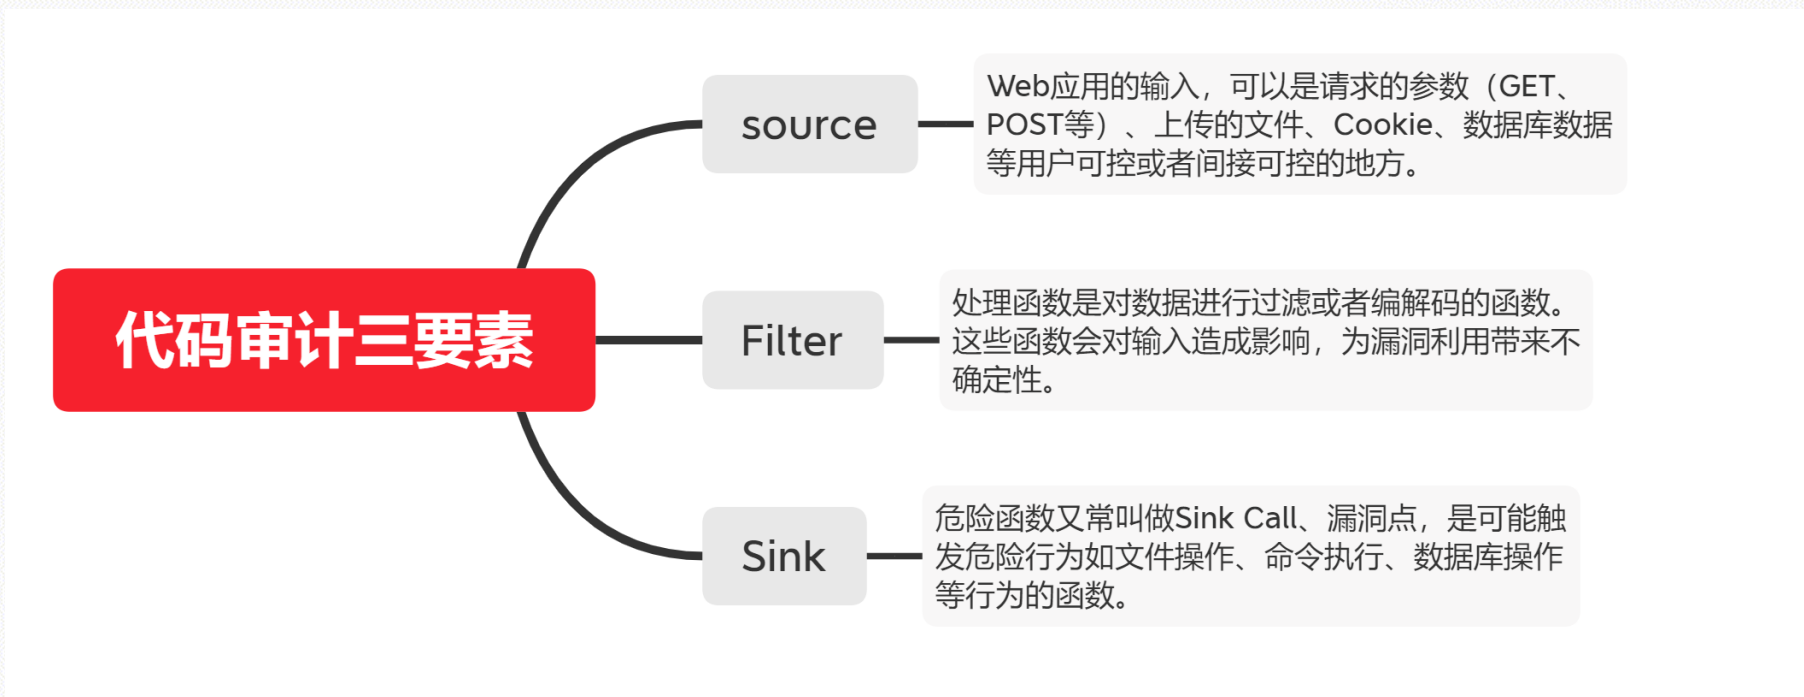 代码审计三要素
source
Web应用的输入，可以是请求的参数（GET、
POST等）、上传的文件、Cookie、数据库数据
等用户可控或者间接可控的地方。
Filter
处理函数是对数据进行过滤或者编解码的函数。
这些函数会对输入造成影响，为漏洞利用带来不
确定性。
Sink
危险函数又常叫做Sink Call、漏洞点，是可能触
发危险行为如文件操作、命令执行、数据库操作
等行为的函数。